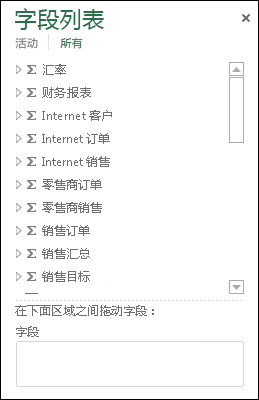 字段列表
活动 所有
Σ 汇率
Σ 财务报表
Σ Internet 客户
Σ Internet 订单
Σ Internet 销售
Σ 零售商订单
Σ 零售商销售
Σ 销售订单
Σ 销售汇总
Σ 销售目标
在下面区域之间拖动字段：
字段